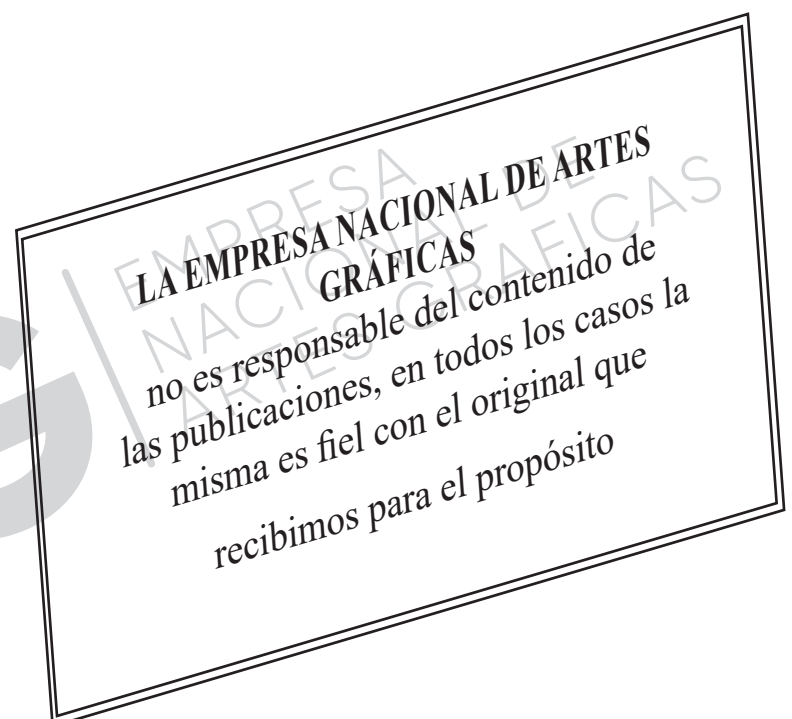 LA EMPRESA NACIONAL DE ARTES
GRÁFICAS
no es responsable del contenido de
las publicaciones, en todos los casos la
misma es fiel con el original que
recibimos para el propósito
EMPRESA
NACIONAL DE
ARTES GRAFICAS
G